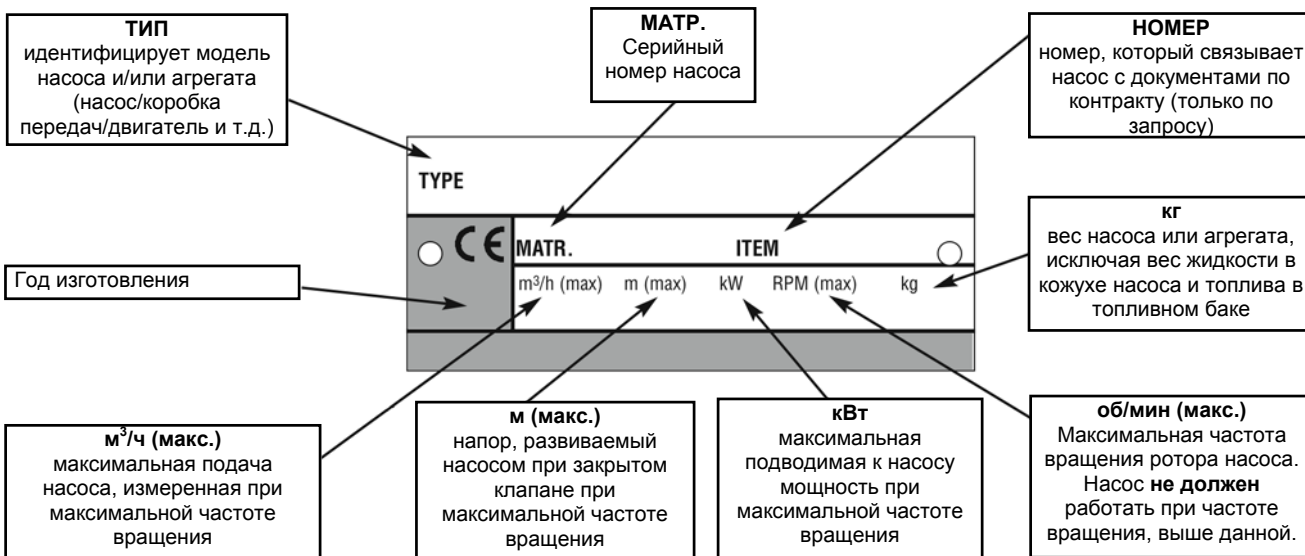 ТИП
идентифицирует модель
насоса и/или агрегата
(насос/коробка
передач/двигатель и т.д.)
МАТР.
Серийный
номер насоса
НОМЕР
номер, который связывает
насос с документами по
контракту (только по
запросу)
TYPE
CE
MATR.
ITEM
m³/h (max)
m (max)
kW
RPM (max)
kg
Год изготовления
кг
вес насоса или агрегата,
исключая вес жидкости в
кожухе насоса и топлива в
топливном баке
м³/ч (макс.)
максимальная подача
насоса, измеренная при
максимальной частоте
вращения
м (макс.)
напор, развиваемый
насосом при закрытом
клапане при
максимальной частоте
вращения
кВт
максимальная
подводимая к насосу
мощность при
максимальной частоте
вращения
об/мин (макс.)
Максимальная частота
вращения ротора насоса.
Насос не должен
работать при частоте
вращения, выше данной.